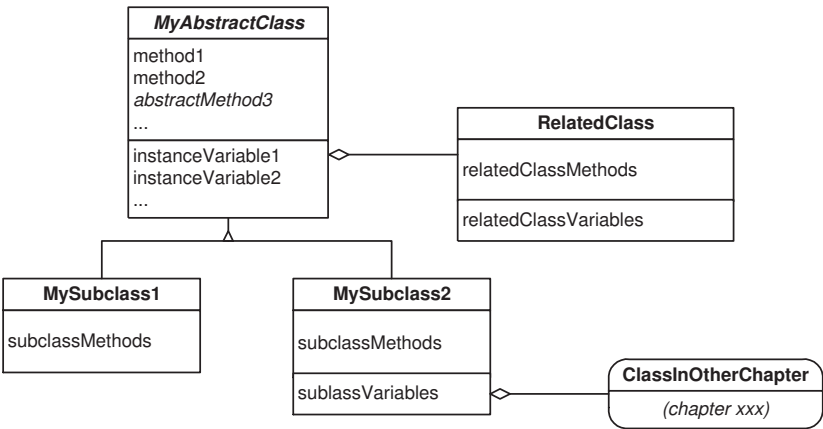 MyAbstractClass
method1
method2
abstractMethod3
...
instanceVariable1
instanceVariable2
...
RelatedClass
relatedClassMethods
relatedClassVariables
MySubclass1
subclassMethods
MySubclass2
subclassMethods
sublassVariables
ClassInOtherChapter
(chapter xxx)